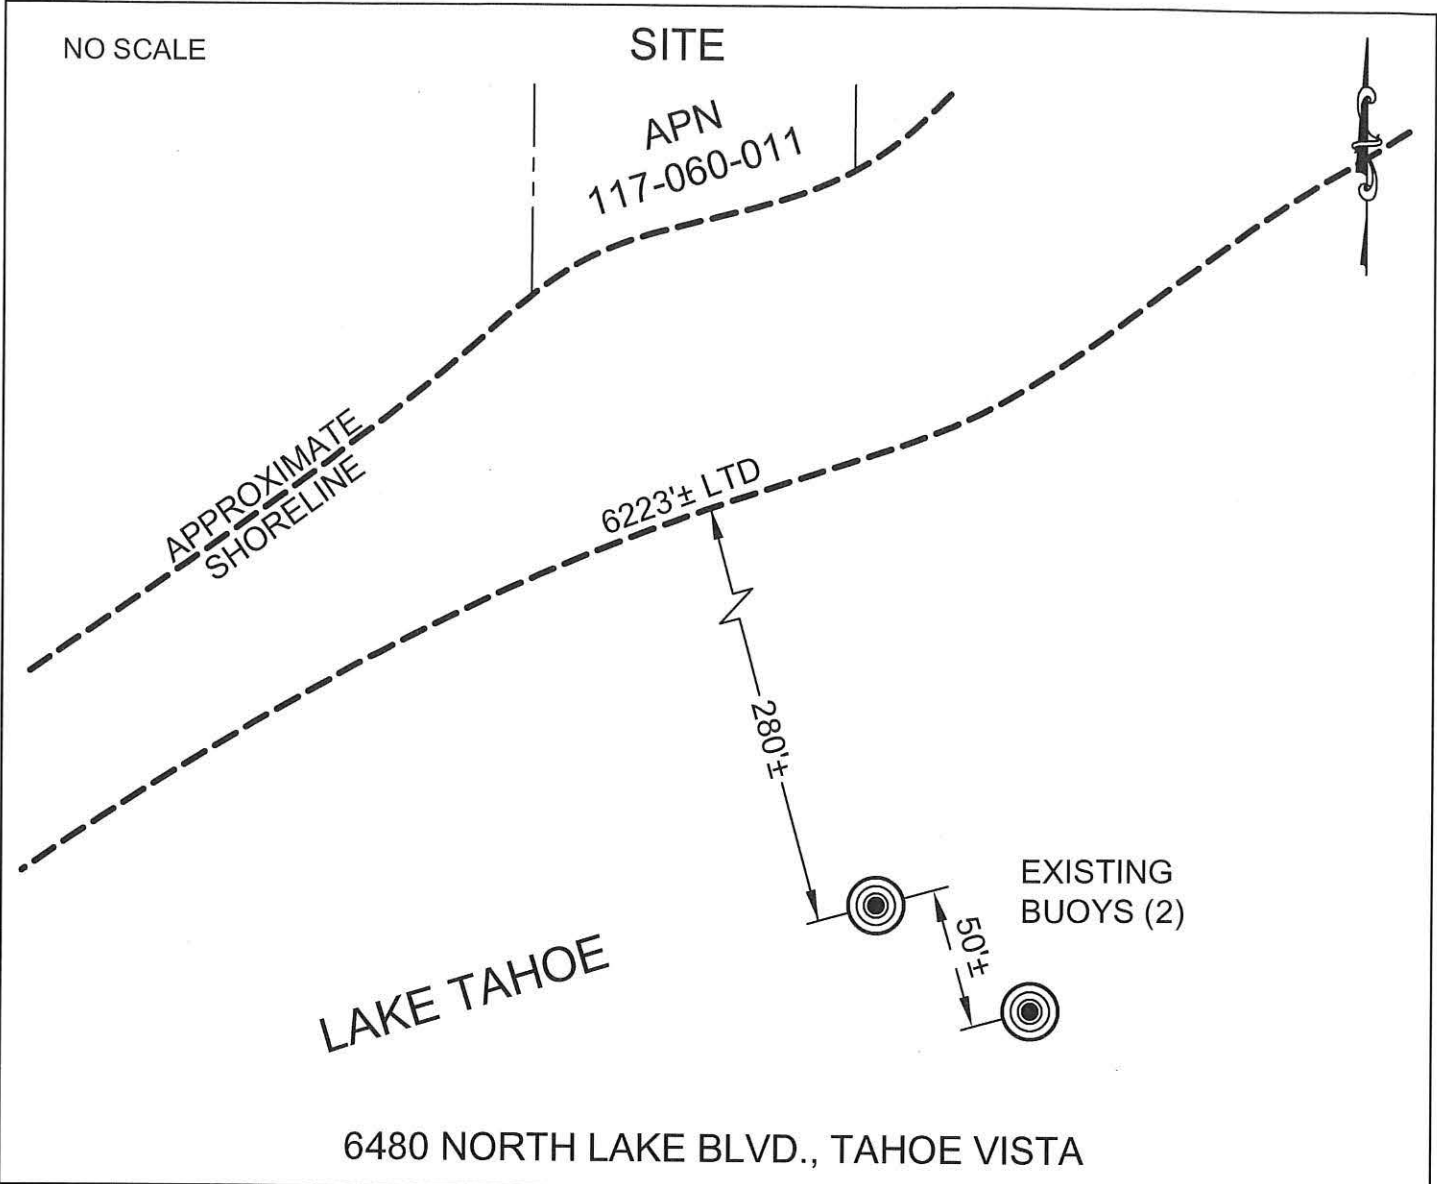 NO SCALE
SITE
APN
117-060-011
APPROXIMATE
SHORELINE
6223'± LTD
280'±
EXISTING
BUOYS (2)
50'±
LAKE TAHOE
6480 NORTH LAKE BLVD., TAHOE VISTA